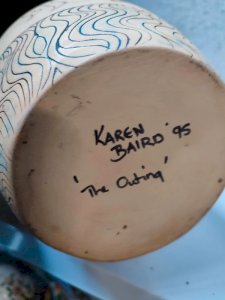 KAREN
BAIRD '95
'The Outing'